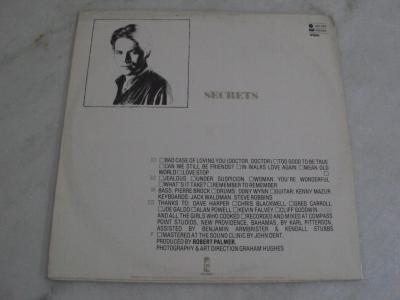 SECRETS
BAD CASE OF LOVING YOU (DOCTOR, DOCTOR) □ TOO GOOD TO BE TRUE
□ CAN WE STILL BE FRIENDS? □ IN WALKS LOVE AGAIN □ MEAN OLD
WORLD □ LOVE STOP
□ JEALOUS □ UNDER SUSPICION □ WOMAN YOU'RE WONDERFUL
□ WHAT'S IT TAKE? □ REMEMBER TO REMEMBER
BASS: PIERRE BROCK □ DRUMS: DONY WYNN □ GUITAR: KENNY MAZUR
KEYBOARDS: JACK WALDMAN, STEVE ROBBINS
THANKS TO: DAVE HARPER □ CHRIS BLACKWELL □ GREG CARROLL
□ JOE GALDO □ ALAN POWELL □ KEVIN FALVEY □ CLIFF GOODWIN
AND ALL THE GIRLS WHO COOKED □ RECORDED AND MIXED AT COMPASS
POINT STUDIOS, NEW PROVIDENCE, BAHAMAS, BY KARL PITTERSON,
ASSISTED BY BENJAMIN ARMBRISTER & KENDALL STUBBS
□ MASTERED AT THE SOUND CLINIC BY JOHN DENT.
PRODUCED BY ROBERT PALMER.
PHOTOGRAPHY & ART DIRECTION GRAHAM HUGHES